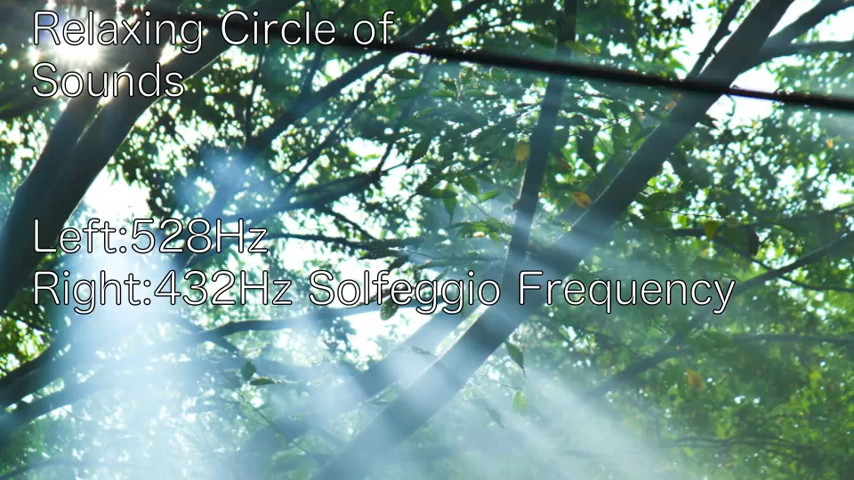 Relaxing Circle of
Sounds
Left:528Hz
Right:432Hz Solfeggio Frequency